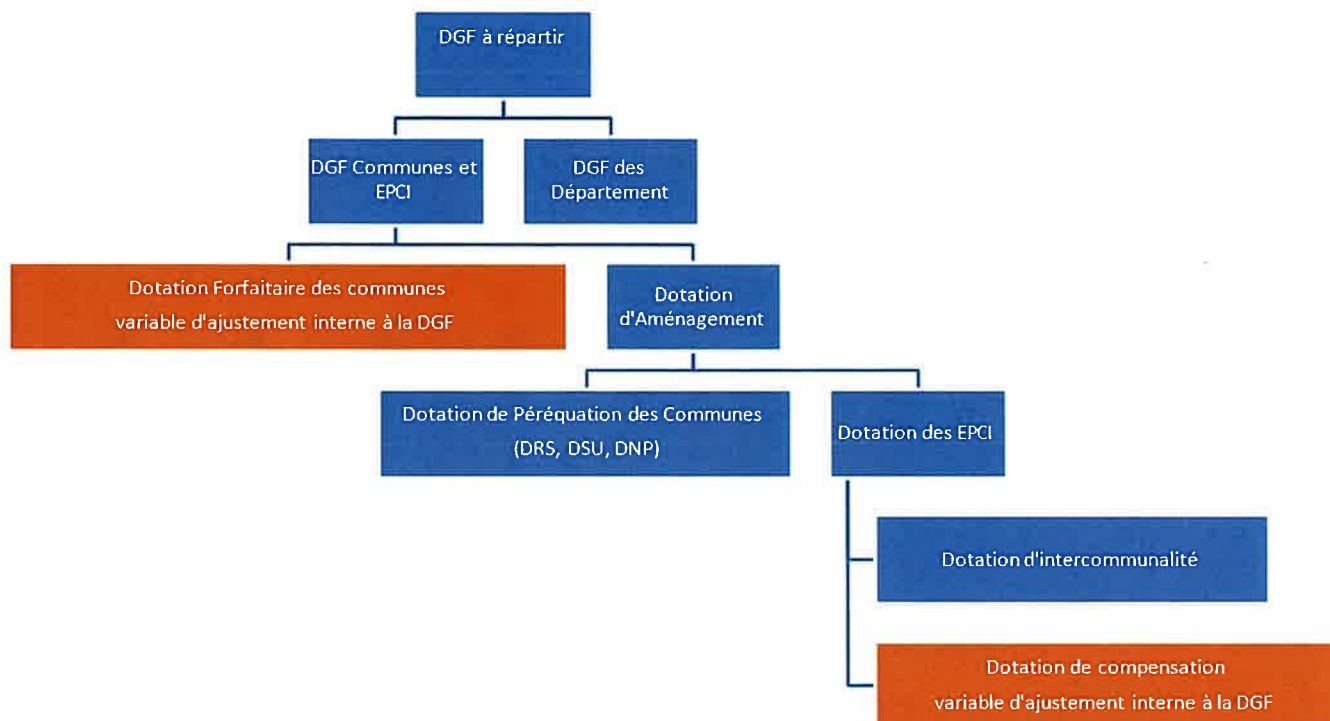 DGF à répartir
DGF Communes et
EPCI
DGF des
Département
Dotation Forfaitaire des communes
variable d'ajustement interne à la DGF
Dotation
d'Aménagement
Dotation de Péréquation des Communes
(DRS, DSU, DNP)
Dotation des EPCI
Dotation d'intercommunalité
Dotation de compensation
variable d'ajustement interne à la DGF